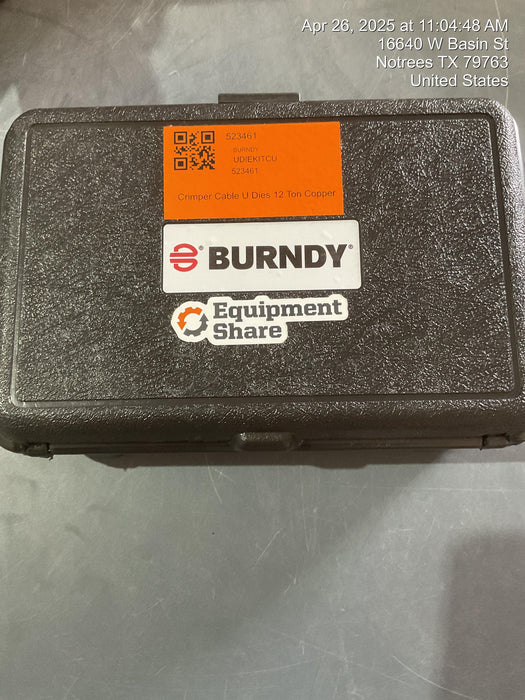 Apr 26, 2025 at 11:04:48 AM
16640 W Basin St
Notrees TX 79763
United States
523461
BURNDY
UDIEKITCU
523461
Crimper Cable U Dies 12 Ton Copper
BURNDY®
Equipment
Share